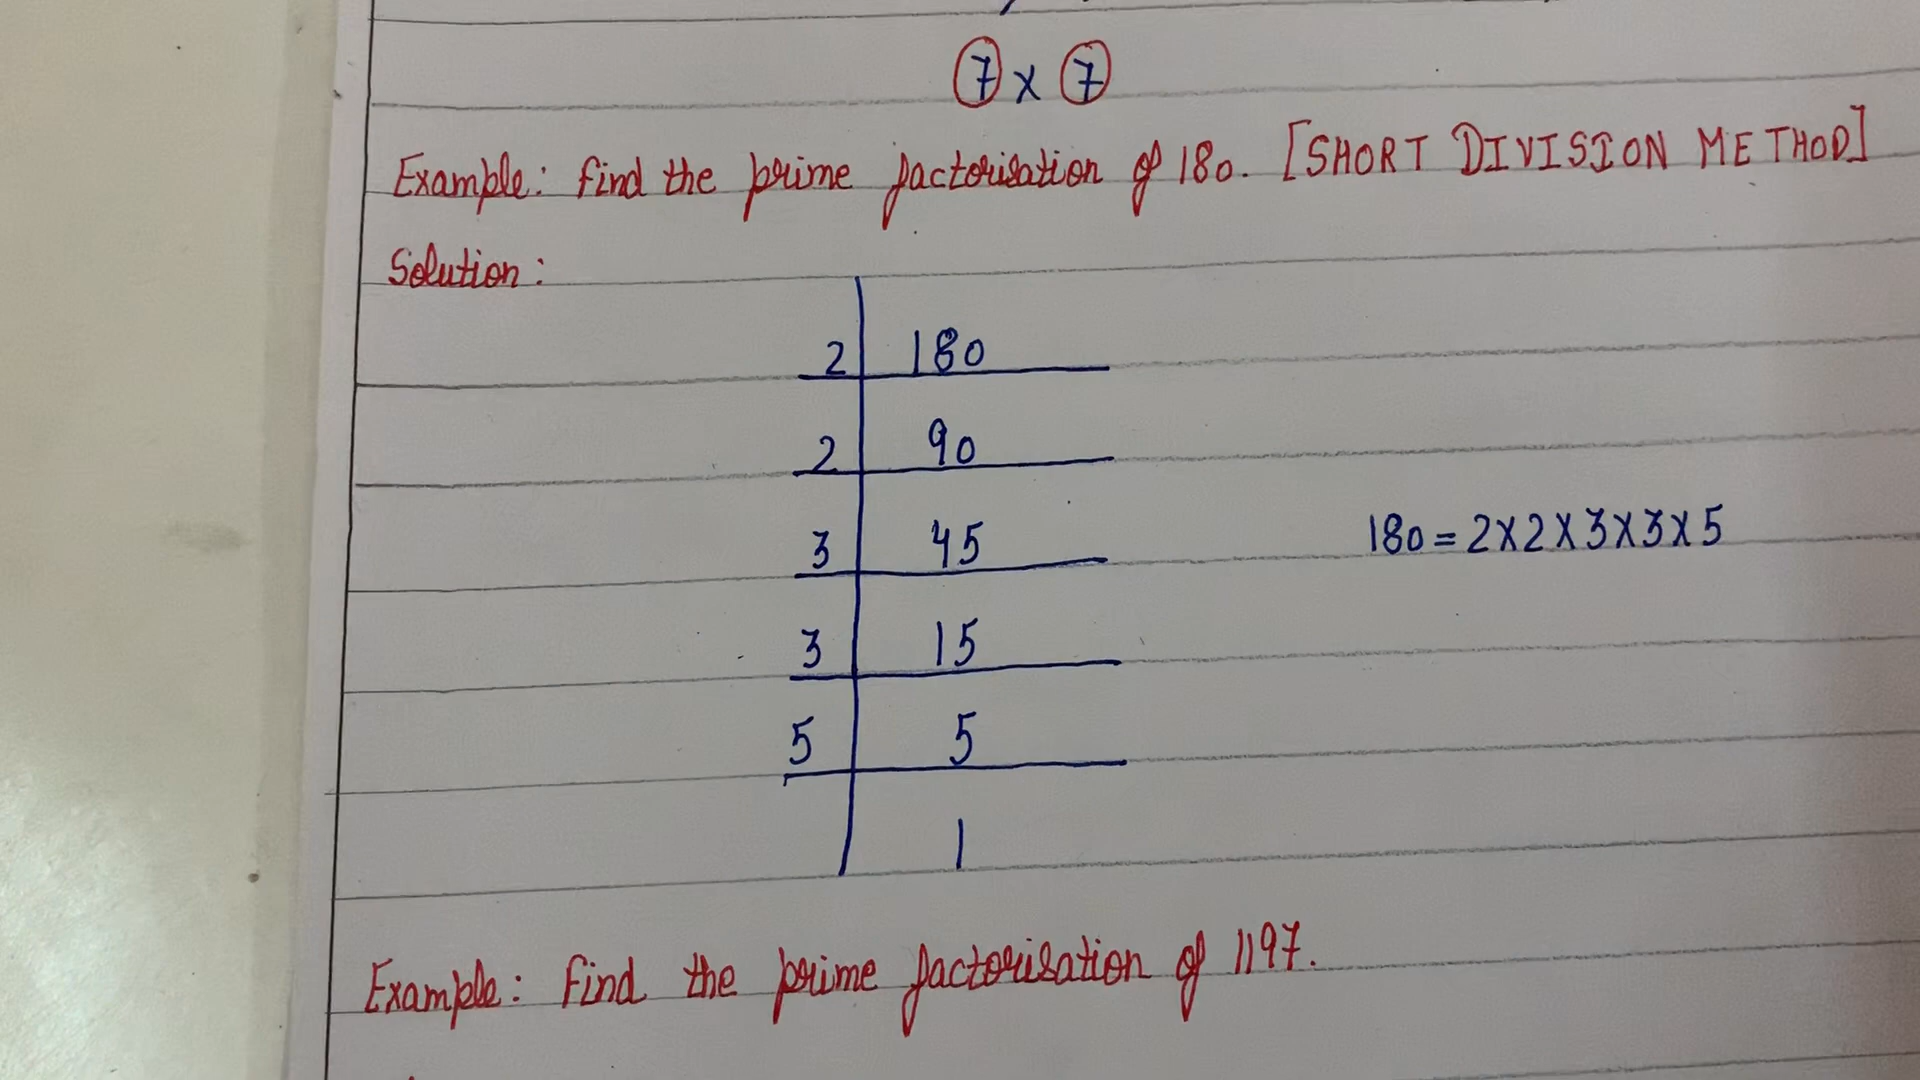 7 x 7
Example: Find the prime factorisation of 180. [SHORT DIVISION METHOD]
Solution:
2 180
2 90
3 45
180 = 2X2X3X3X5
3 15
5 5
1
Example: Find the prime factorisation of 1197.